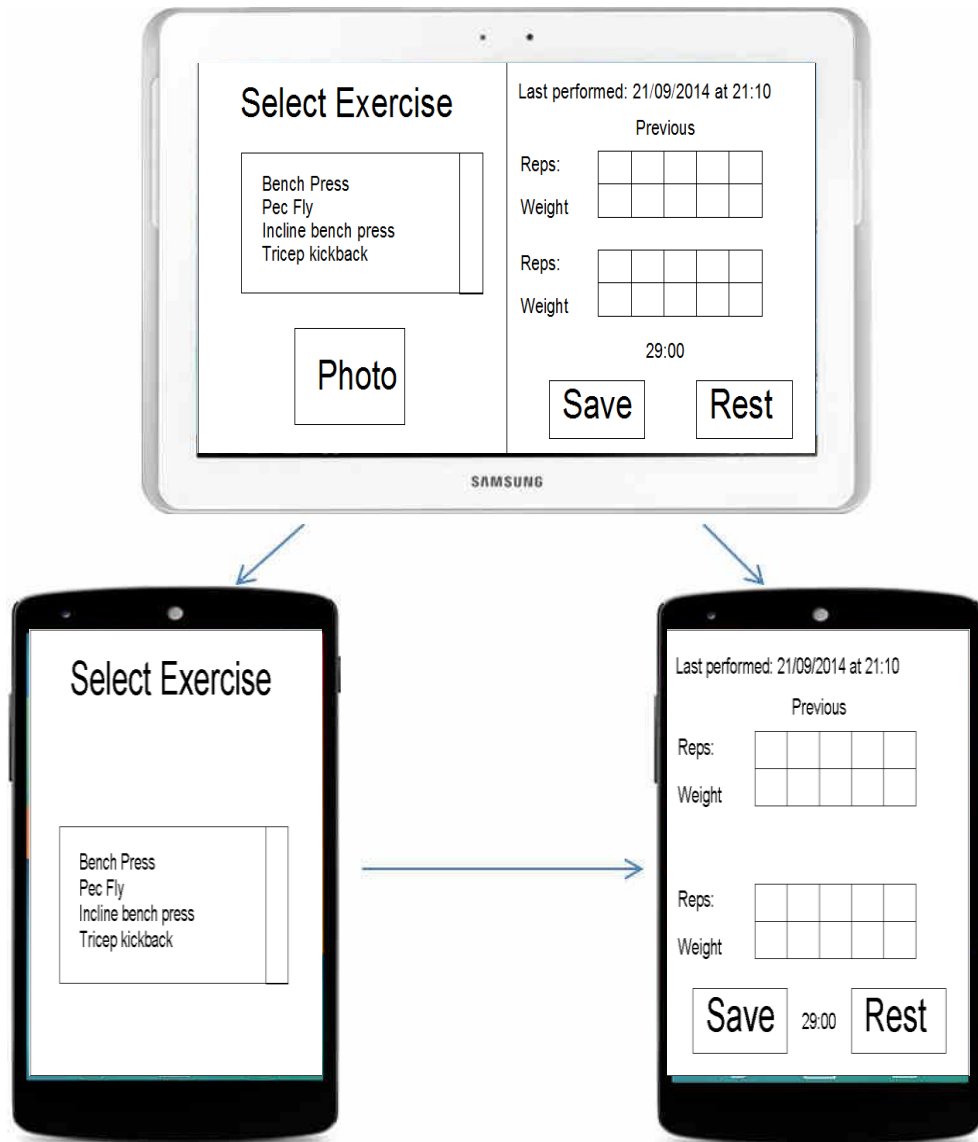 Select Exercise
Bench Press
Pec Fly
Incline bench press
Tricep kickback
Photo
Last performed: 21/09/2014 at 21:10
Previous
Reps:
Weight
Reps:
Weight
29:00
Save Rest
SAMSUNG
Select Exercise
Bench Press
Pec Fly
Incline bench press
Tricep kickback
Last performed: 21/09/2014 at 21:10
Previous
Reps:
Weight
Reps:
Weight
Save 29:00 Rest